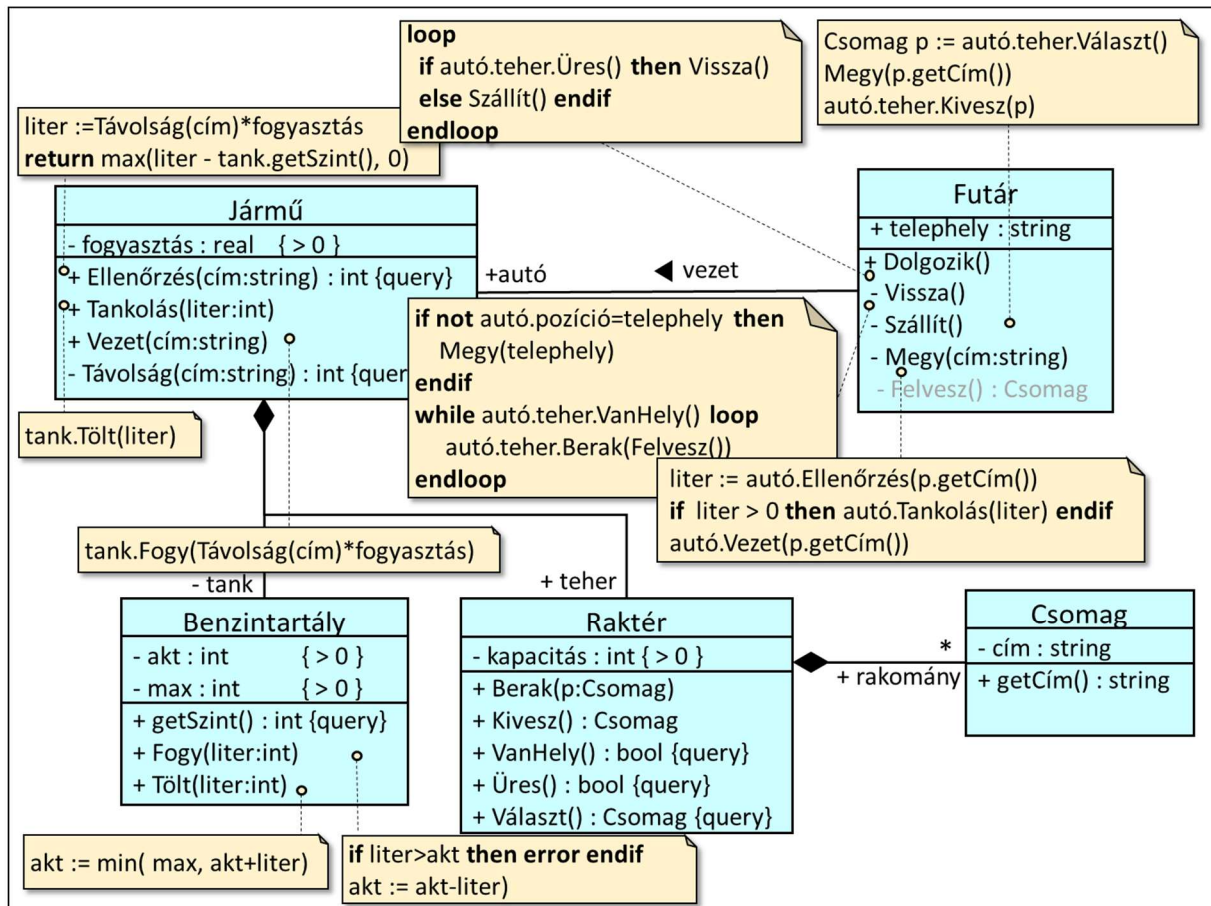 loop
if autó.teher.Üres() then Vissza()
else Szállít() endif
endloop
Csomag p := autó.teher.Választ()
Megy(p.getCím())
autó.teher.Kivesz(p)
liter :=Távolság(cím)*fogyasztás
return max(liter - tank.getSzint(), 0)
Jármű
- fogyasztás : real { > 0 }
+ Ellenőrzés(cím:string) : int {query}
+ Tankolás(liter:int)
+ Vezet(cím:string)
- Távolság(cím:string) : int {que
+autó
◄ vezet
Futár
+ telephely : string
+ Dolgozik()
- Vissza()
- Szállít()
- Megy(cím:string)
- Felvesz() : Csomag
if not autó.pozíció=telephely then
Megy(telephely)
endif
while autó.teher.VanHely() loop
autó.teher.Berak(Felvesz())
endloop
tank.Tölt(liter)
liter := autó.Ellenőrzés(p.getCím())
if liter > 0 then autó.Tankolás(liter) endif
autó.Vezet(p.getCím())
tank.Fogy(Távolság(cím)*fogyasztás)
- tank
+ teher
Benzintartály
- akt : int { > 0 }
- max : int { > 0 }
+ getSzint() : int {query}
+ Fogy(liter:int)
+ Tölt(liter:int)
Raktér
- kapacitás : int { > 0 }
+ Berak(p:Csomag)
+ Kivesz() : Csomag
+ VanHely() : bool {query}
+ Üres() : bool {query}
+ Választ() : Csomag {query}
*
+ rakomány
Csomag
- cím : string
+ getCím() : string
akt := min( max, akt+liter)
if liter>akt then error endif
akt := akt-liter)